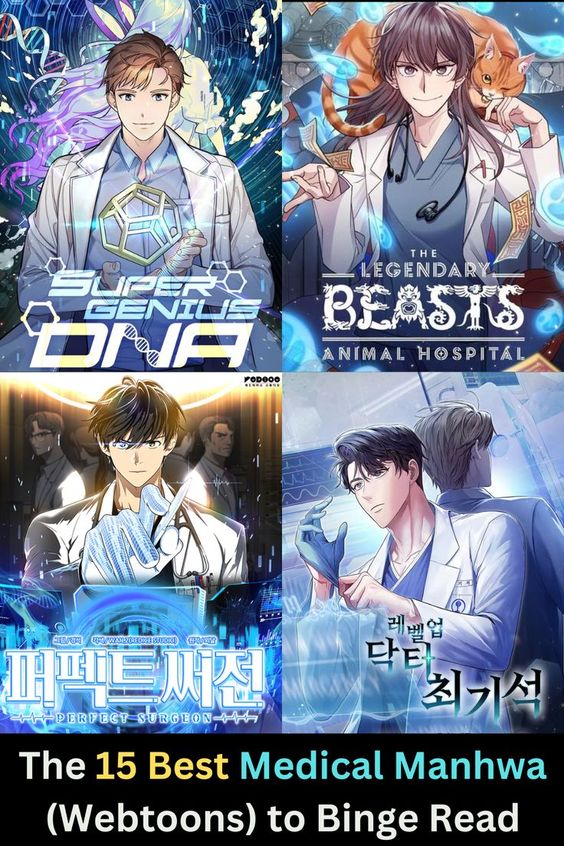 SUPER
GENIUS
DNA
THE
LEGENDARY
BEASTS
ANIMAL HOSPITAL
퍼펙트 써전
PERFECT SURGEON
레벨업
닥터
최기석
The 15 Best Medical Manhwa
(Webtoons) to Binge Read